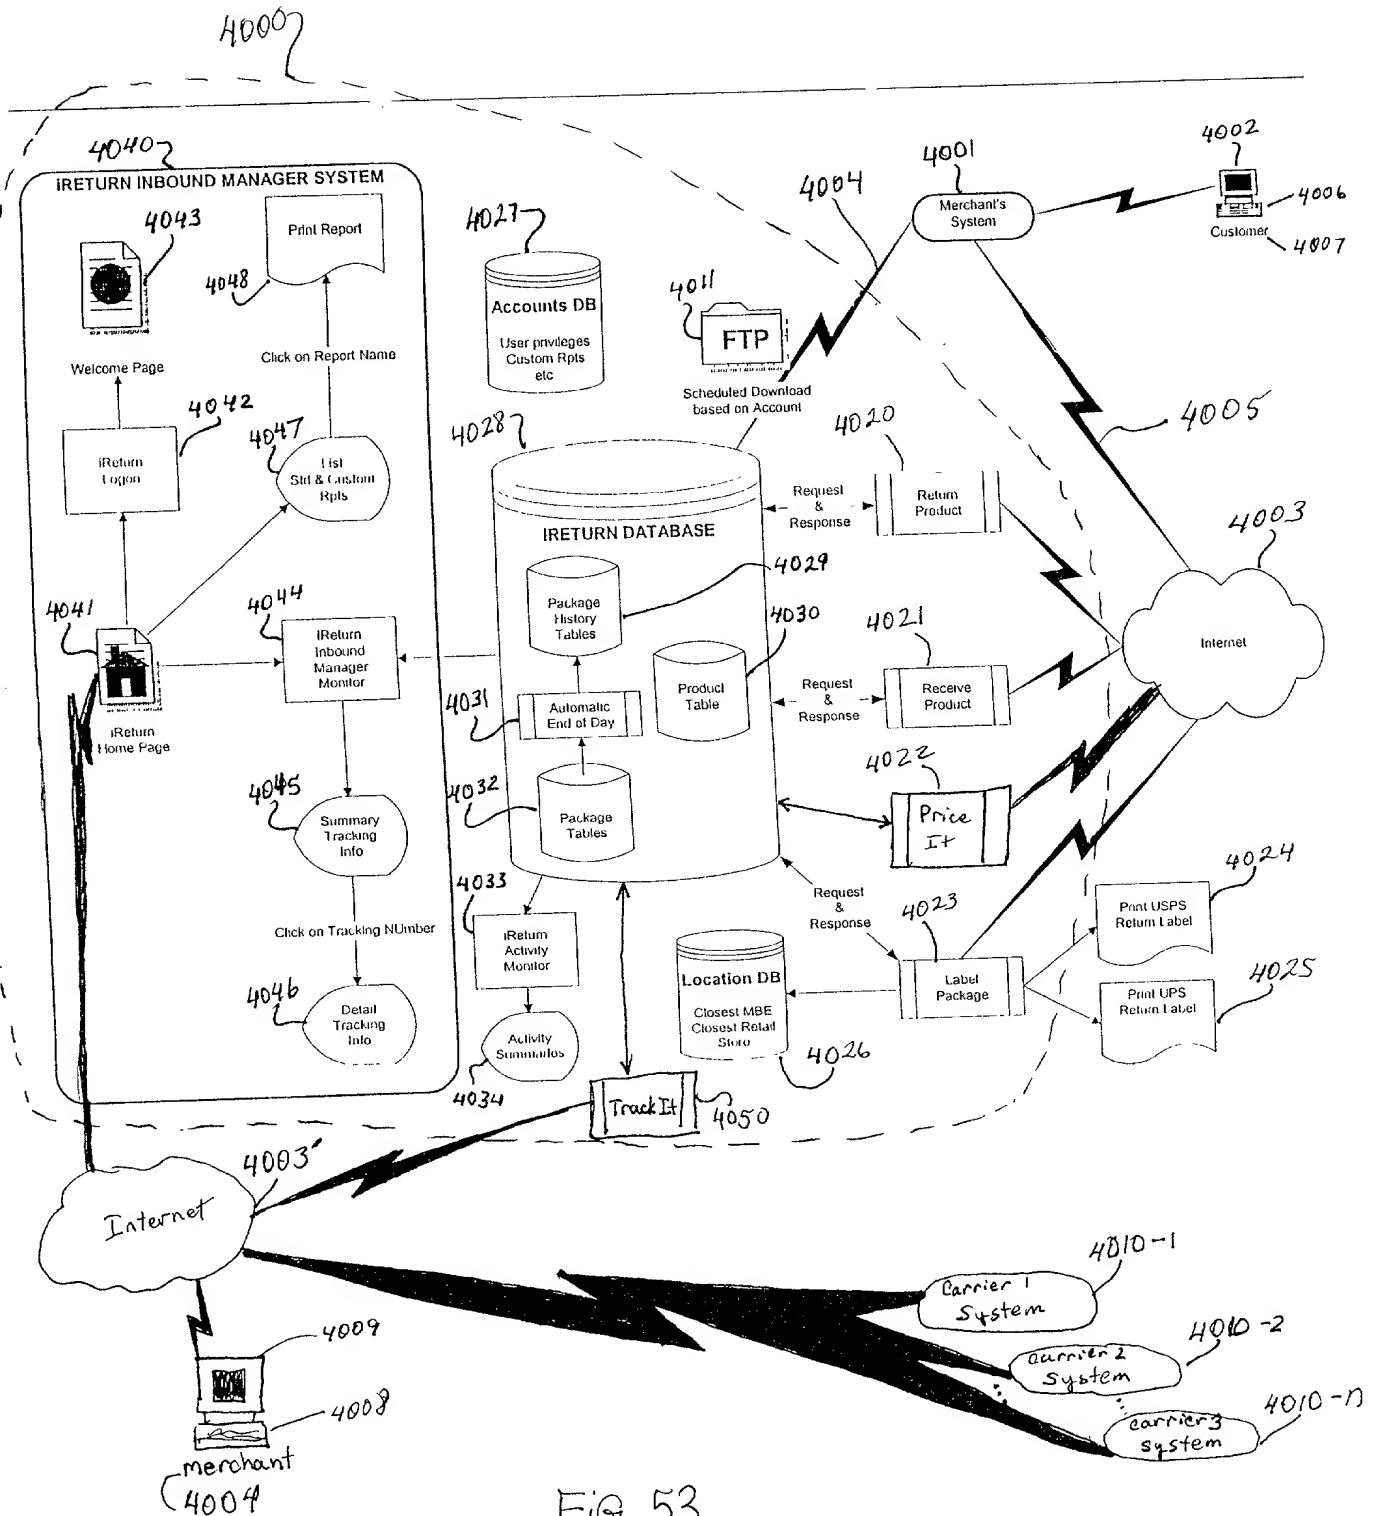 4000
4040
iRETURN INBOUND MANAGER SYSTEM
4043
Print Report
4048
Welcome Page
Click on Report Name
4042
iReturn
Logon
4047
List
Std & Custom
Rpts
4041
iReturn
Home Page
4044
IReturn
Inbound
Manager
Monitor
4045
Summary
Tracking
Info
Click on Tracking NUmber
4046
Detail
Tracking
Info
4027
Accounts DB
User privileges
Custom Rpts
etc
4011
FTP
Scheduled Download
based on Account
4004
4001
Merchant's
System
4002
4006
Customer
4007
4005
4003
Internet
4028
IRETURN DATABASE
4029
Package
History
Tables
4030
Product
Table
4031
Automatic
End of Day
4032
Package
Tables
4020
Request
&
Response
Return
Product
4021
Request
&
Response
Receive
Product
4022
Price
It
Request
&
Response
4023
Label
Package
4024
Print USPS
Return Label
4025
Print UPS
Return Label
4033
iReturn
Activity
Monitor
Activity
Summaries
4034
Location DB
Closest MBE
Closest Retail
Store
4026
TrackIt
4050
4003'
Internet
4009
4008
merchant
4004
4010-1
Carrier 1
System
4010-2
Carrier 2
System
4010-n
Carrier 3
System
Fig 53